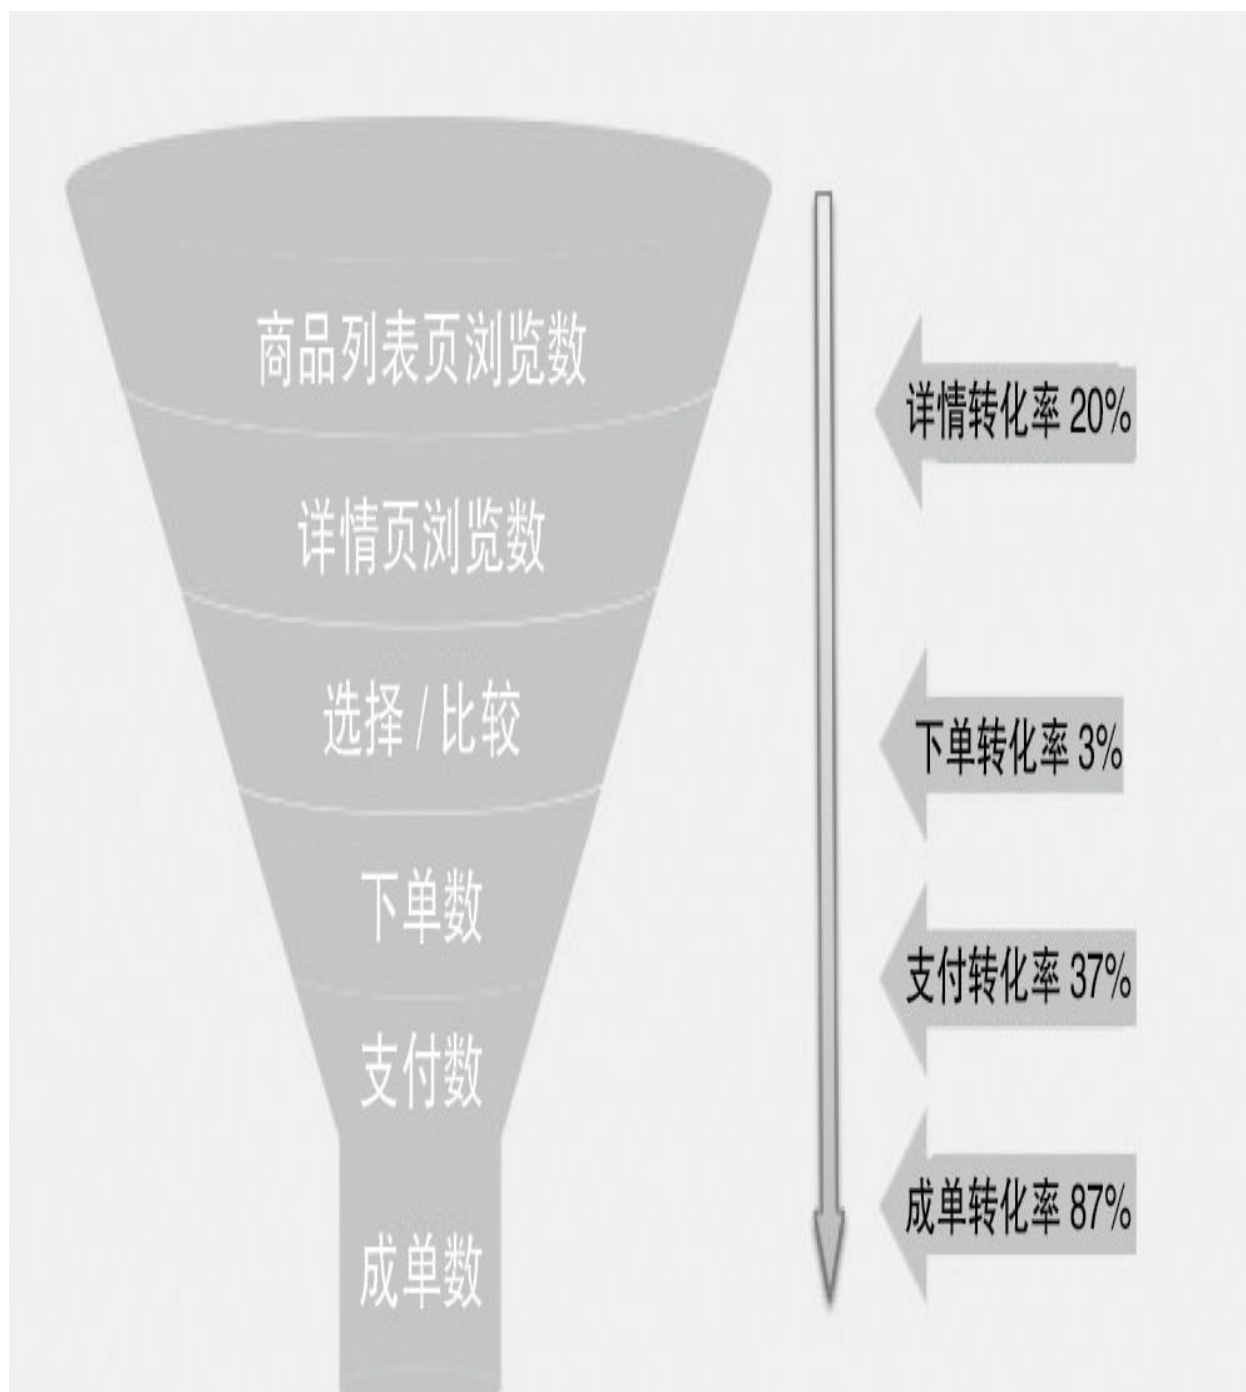 商品列表页浏览数
详情转化率 20%
详情页浏览数
选择 / 比较
下单转化率 3%
下单数
支付转化率 37%
支付数
成单转化率 87%
成单数